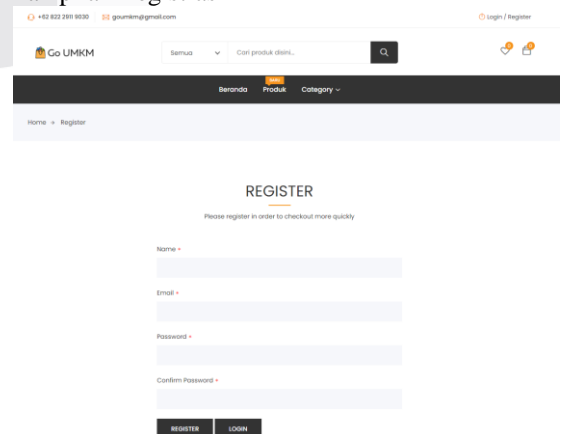 +62 822 2911 9030 goumkm@gmail.com Login / Register
Go UMKM Semua Cari produk disini..
Beranda Produk Category
Home » Register
REGISTER
Please register in order to checkout more quickly
Name *
Email *
Password *
Confirm Password *
REGISTER LOGIN